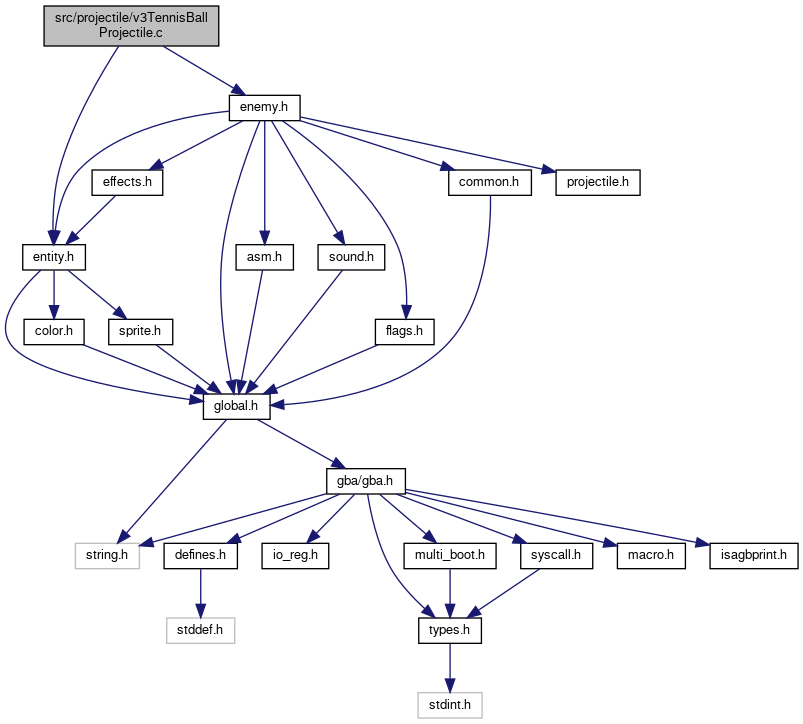 src/projectile/v3TennisBall
Projectile.c
enemy.h
effects.h
common.h
projectile.h
entity.h
asm.h
sound.h
color.h
sprite.h
flags.h
global.h
gba/gba.h
string.h
defines.h
io_reg.h
multi_boot.h
syscall.h
macro.h
isagbprint.h
stddef.h
types.h
stdint.h